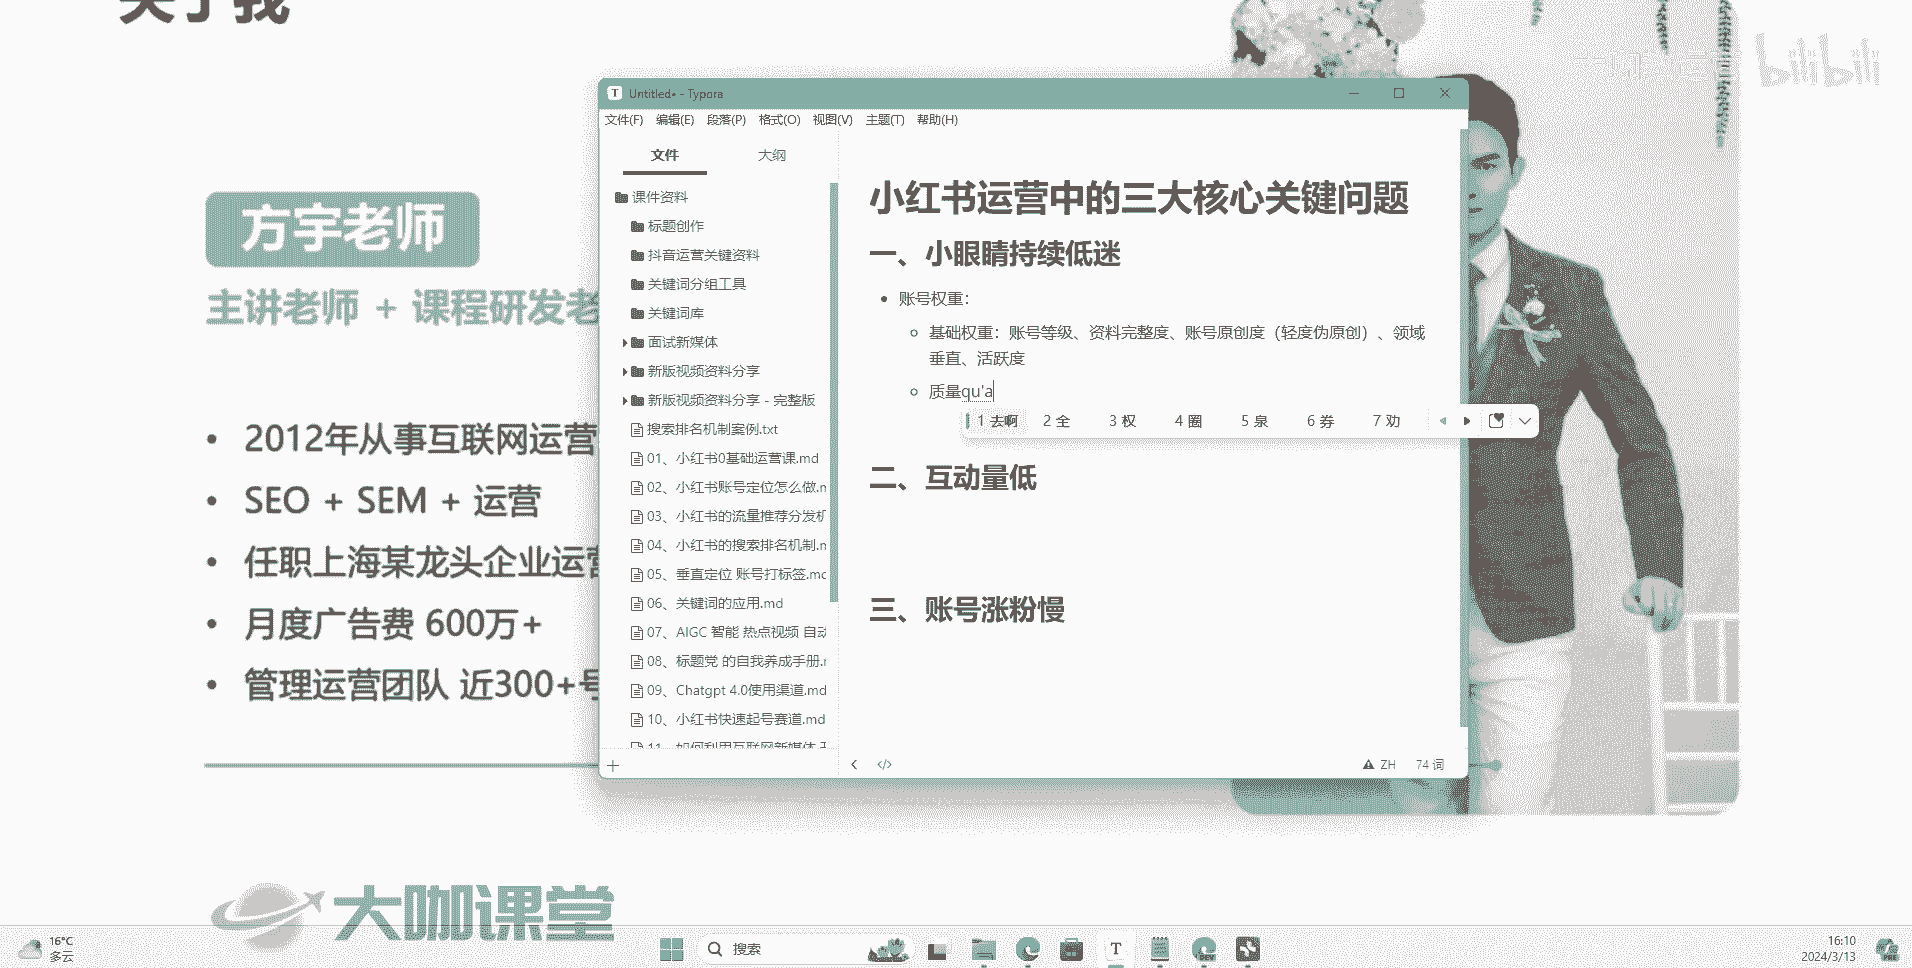 关于我
bilibili
方宇老师
主讲老师 + 课程研发老
2012年从事互联网运营
SEO + SEM + 运营
任职上海某龙头企业运营
月度广告费 600万+
管理运营团队 近300+号
大咖课堂
Untitled• - Typora
文件(F) 编辑(E) 段落(P) 格式(O) 视图(V) 主题(T) 帮助(H)
文件 大纲
课件资料
标题创作
抖音运营关键资料
关键词分组工具
关键词库
面试新媒体
新版视频资料分享
新版视频资料分享 - 完整版
搜索排名机制案例.txt
01、小红书0基础运营课.md
02、小红书账号定位怎么做.m
03、小红书的流量推荐分发机
04、小红书的搜索排名机制.m
05、垂直定位 账号打标签.md
06、关键词的应用.md
07、AIGC 智能 热点视频 自动
08、标题党 的自我养成手册.m
09、Chatgpt 4.0使用渠道.md
10、小红书快速起号赛道.md
11、如何利用互联网新媒体
小红书运营中的三大核心关键问题
一、小眼睛持续低迷
账号权重：
基础权重：账号等级、资料完整度、账号原创度（轻度伪原创）、领域
垂直、活跃度
质量qu'a
1 去啊 2 全 3 权 4 圈 5 泉 6 券 7 劝
二、互动量低
三、账号涨粉慢
ZH 74 词
16°C
多云
搜索
T
DEV
16:10
2024/3/13
PRE